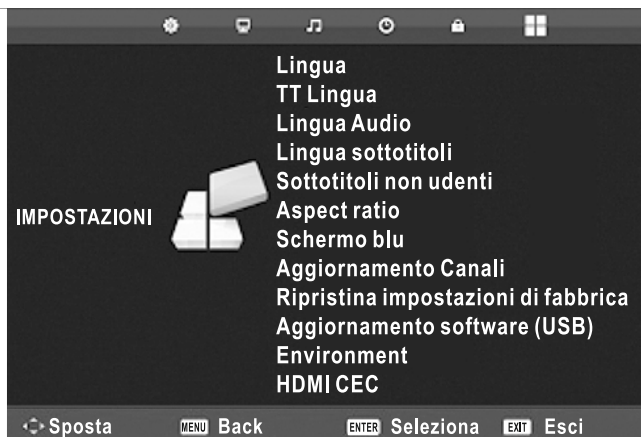 Lingua
TT Lingua
Lingua Audio
Lingua sottotitoli
Sottotitoli non udenti
IMPOSTAZIONI
Aspect ratio
Schermo blu
Aggiornamento Canali
Ripristina impostazioni di fabbrica
Aggiornamento software (USB)
Environment
HDMI CEC
Sposta MENU Back ENTER Seleziona EXIT Esci